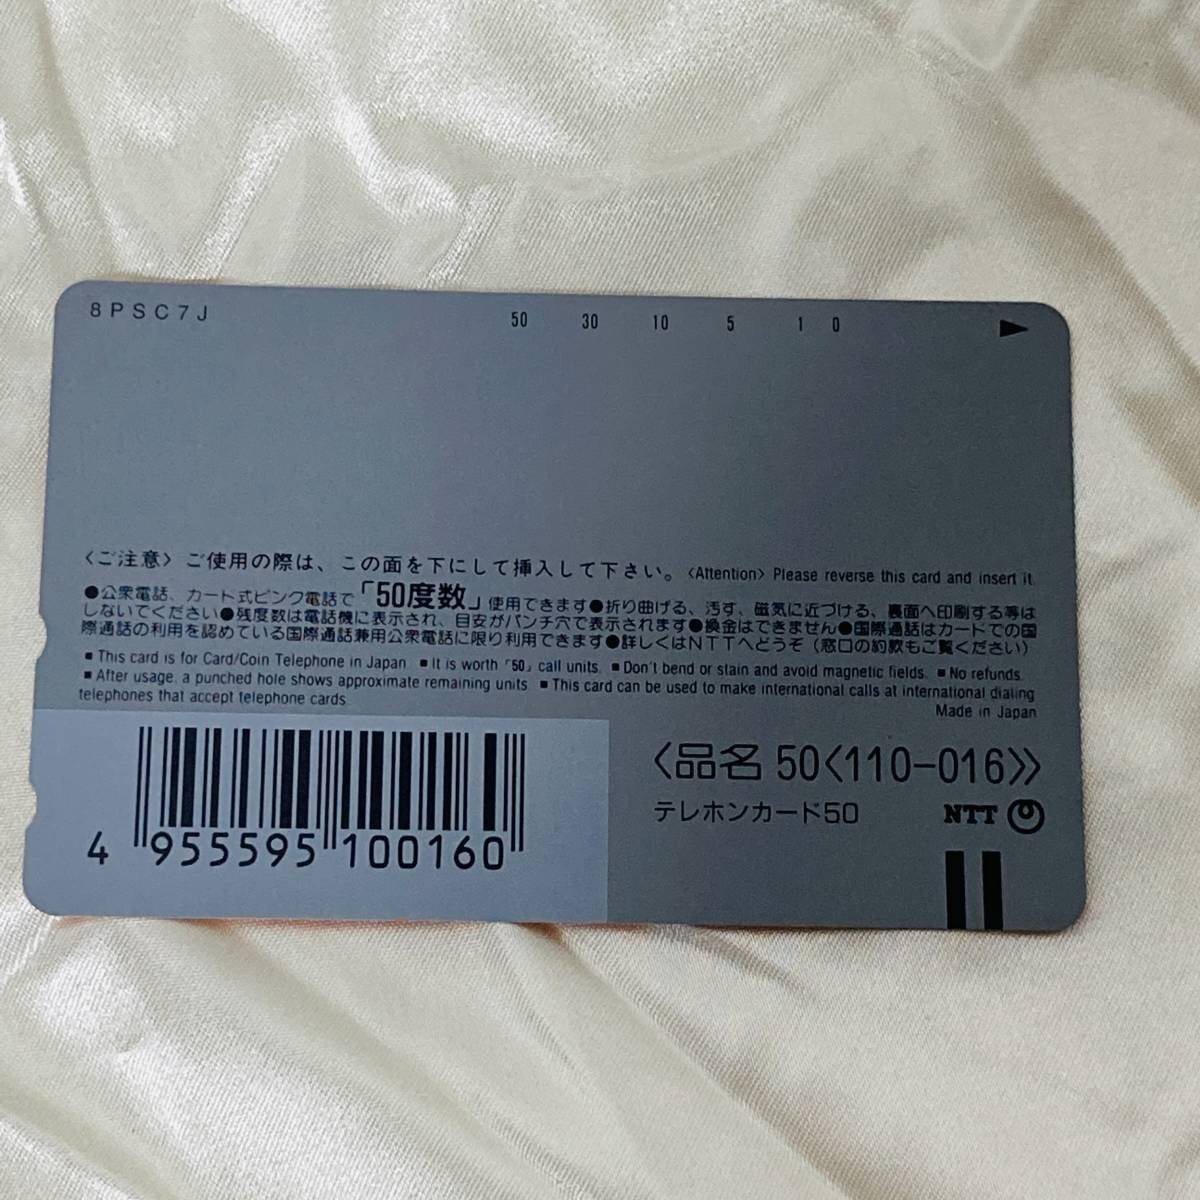 8PSC7J
50 30 10 5 1 0 ▶
〈ご注意〉ご使用の際は、この面を下にして挿入して下さい。〈Attention〉Please reverse this card and insert it.
●公衆電話、カード式ピンク電話で「50度数」使用できます●折り曲げる、汚す、磁気に近づける、裏面へ印刷する等は
しないでください●残度数は電話機に表示され、目安がパンチ穴で表示されます●換金はできません●国際通話はカードでの国
際通話の利用を認めている国際通話兼用公衆電話に限り利用できます●詳しくはNTTへどうぞ（窓口の約款もご覧ください）
■This card is for Card/Coin Telephone in Japan. ■It is worth「50」call units. ■Don't bend or stain and avoid magnetic fields. ■No refunds.
■After usage, a punched hole shows approximate remaining units. ■This card can be used to make international calls at international dialing
telephones that accept telephone cards.
Made in Japan
〈品名 50〈110-016〉〉
テレホンカード50 NTT
4 955595 100160